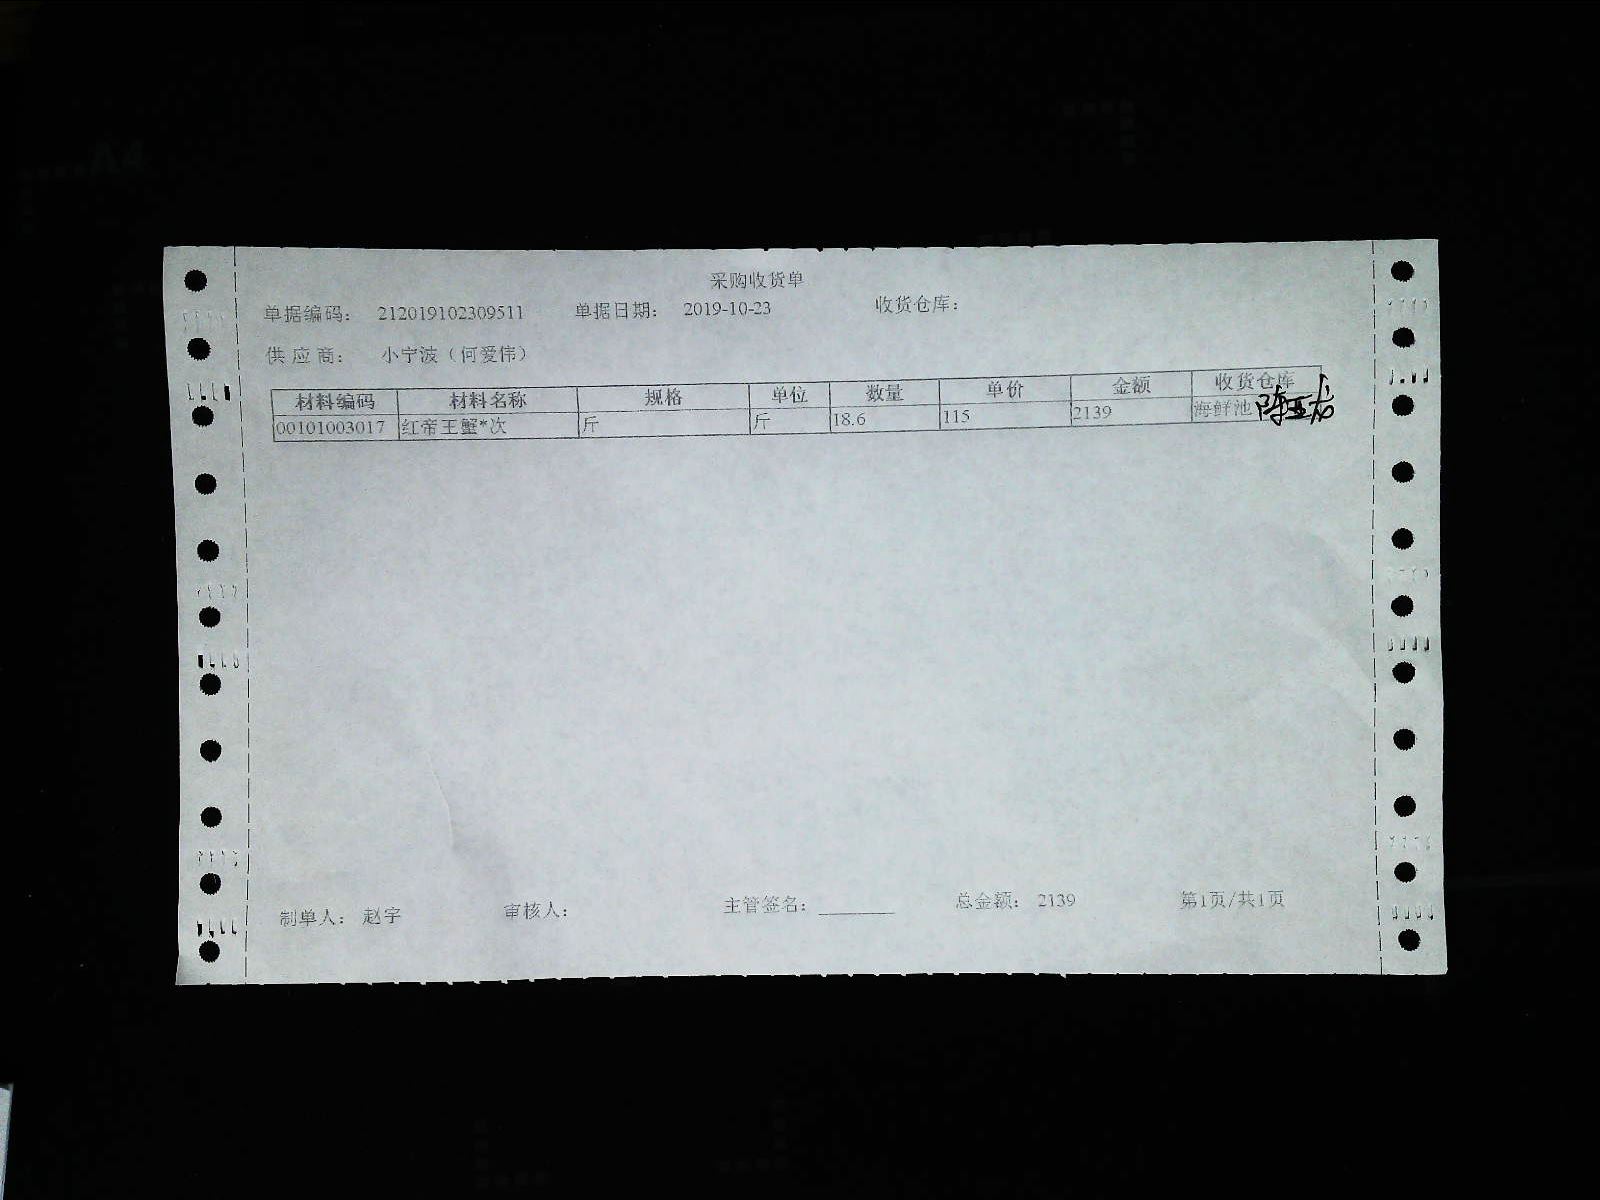 采购收货单
单据编码： 212019102309511 单据日期： 2019-10-23 收货仓库：
供 应 商： 小宁波（何爱伟）
材料编码 材料名称 规格 单位 数量 单价 金额 收货仓库
00101003017 红帝王蟹*次 斤 斤 18.6 115 2139 海鲜池
制单人： 赵宇 审核人： 主管签名：________ 总金额： 2139 第1页/共1页